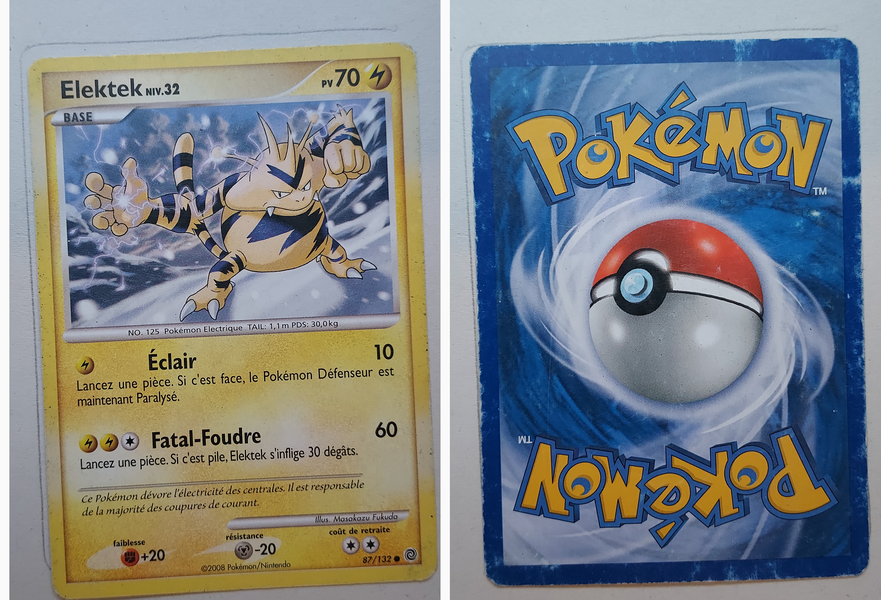 Elektek NIV.32
PV 70
BASE
NO. 125 Pokémon Electrique TAIL: 1,1m PDS: 30,0kg
Éclair 10
Lancez une pièce. Si c'est face, le Pokémon Défenseur est
maintenant Paralysé.
Fatal-Foudre 60
Lancez une pièce. Si c'est pile, Elektek s'inflige 30 dégâts.
Ce Pokémon dévore l'électricité des centrales. Il est responsable
de la majorité des coupures de courant.
Illus. Masakazu Fukuda
faiblesse résistance coût de retraite
+20 -20
87/132
©2008 Pokémon/Nintendo
POKéMON
TM
TM
POKéMON